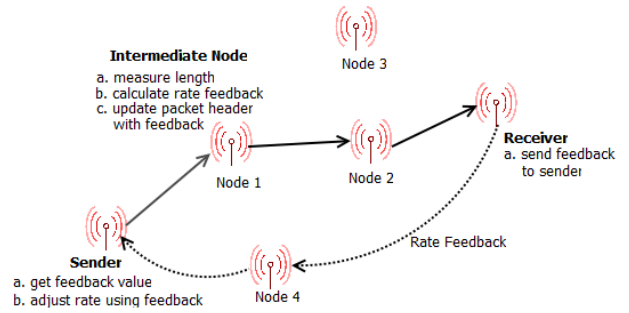 Intermediate Node
a. measure length
b. calculate rate feedback
c. update packet header
with feedback
Node 3
Node 1
Node 2
Receiver
a. send feedback
to sender
Rate Feedback
Sender
a. get feedback value
b. adjust rate using feedback
Node 4